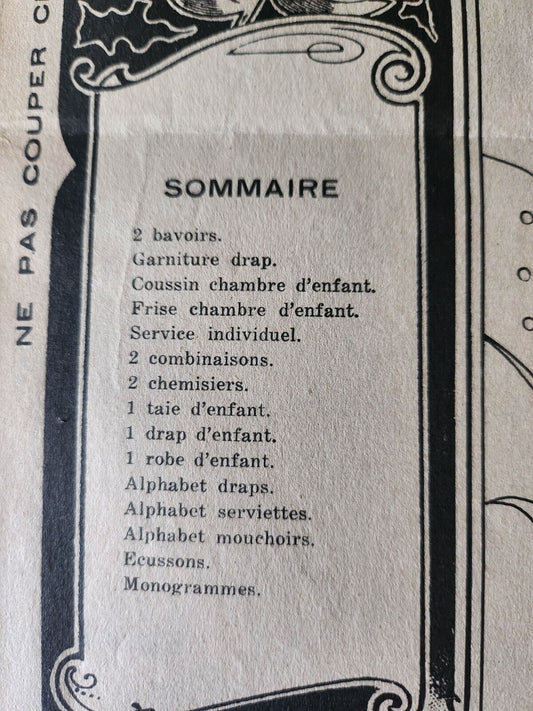 NE PAS COUPER
SOMMAIRE
2 bavoirs.
Garniture drap.
Coussin chambre d'enfant.
Frise chambre d'enfant.
Service individuel.
2 combinaisons.
2 chemisiers.
1 taie d'enfant.
1 drap d'enfant.
1 robe d'enfant.
Alphabet draps.
Alphabet serviettes.
Alphabet mouchoirs.
Ecussons.
Monogrammes.